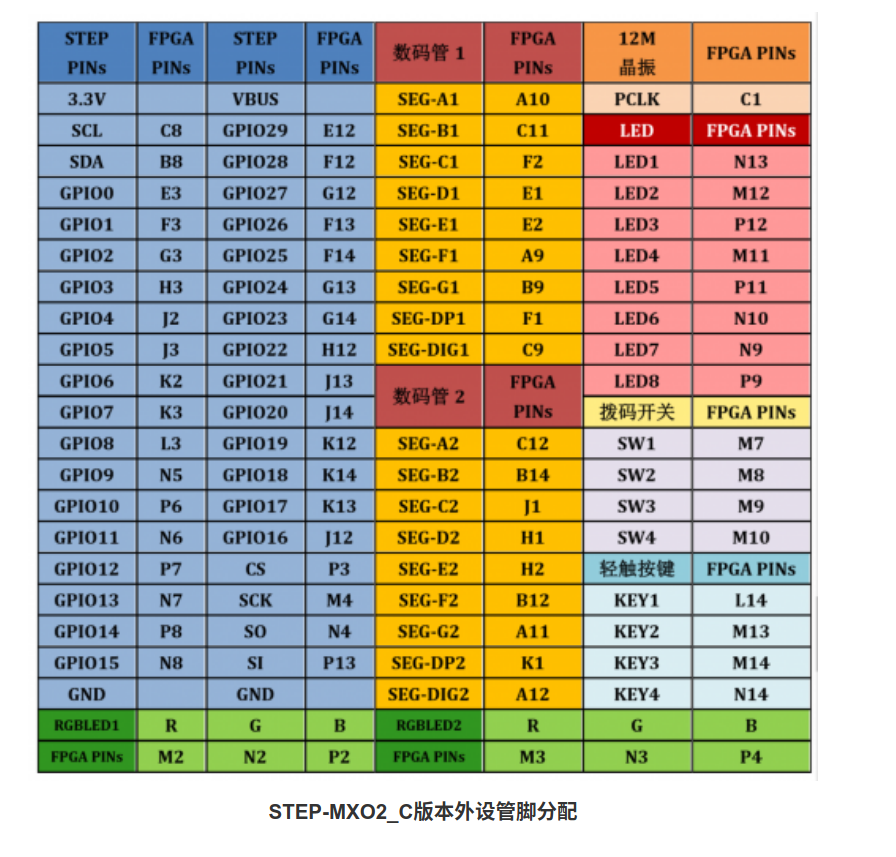 STEP PINs FPGA PINs STEP PINs FPGA PINs 数码管 1 FPGA PINs 12M 晶振 FPGA PINs
3.3V VBUS SEG-A1 A10 PCLK C1
SCL C8 GPIO29 E12 SEG-B1 C11 LED FPGA PINs
SDA B8 GPIO28 F12 SEG-C1 F2 LED1 N13
GPIO0 E3 GPIO27 G12 SEG-D1 E1 LED2 M12
GPIO1 F3 GPIO26 F13 SEG-E1 E2 LED3 P12
GPIO2 G3 GPIO25 F14 SEG-F1 A9 LED4 M11
GPIO3 H3 GPIO24 G13 SEG-G1 B9 LED5 P11
GPIO4 J2 GPIO23 G14 SEG-DP1 F1 LED6 N10
GPIO5 J3 GPIO22 H12 SEG-DIG1 C9 LED7 N9
GPIO6 K2 GPIO21 J13 数码管 2 FPGA PINs LED8 P9
GPIO7 K3 GPIO20 J14 拨码开关 FPGA PINs
GPIO8 L3 GPIO19 K12 SEG-A2 C12 SW1 M7
GPIO9 N5 GPIO18 K14 SEG-B2 B14 SW2 M8
GPIO10 P6 GPIO17 K13 SEG-C2 J1 SW3 M9
GPIO11 N6 GPIO16 J12 SEG-D2 H1 SW4 M10
GPIO12 P7 CS P3 SEG-E2 H2 轻触按键 FPGA PINs
GPIO13 N7 SCK M4 SEG-F2 B12 KEY1 L14
GPIO14 P8 SO N4 SEG-G2 A11 KEY2 M13
GPIO15 N8 SI P13 SEG-DP2 K1 KEY3 M14
GND GND SEG-DIG2 A12 KEY4 N14
RGBLED1 R G B RGBLED2 R G B
FPGA PINs M2 N2 P2 FPGA PINs M3 N3 P4
STEP-MXO2_C版本外设管脚分配